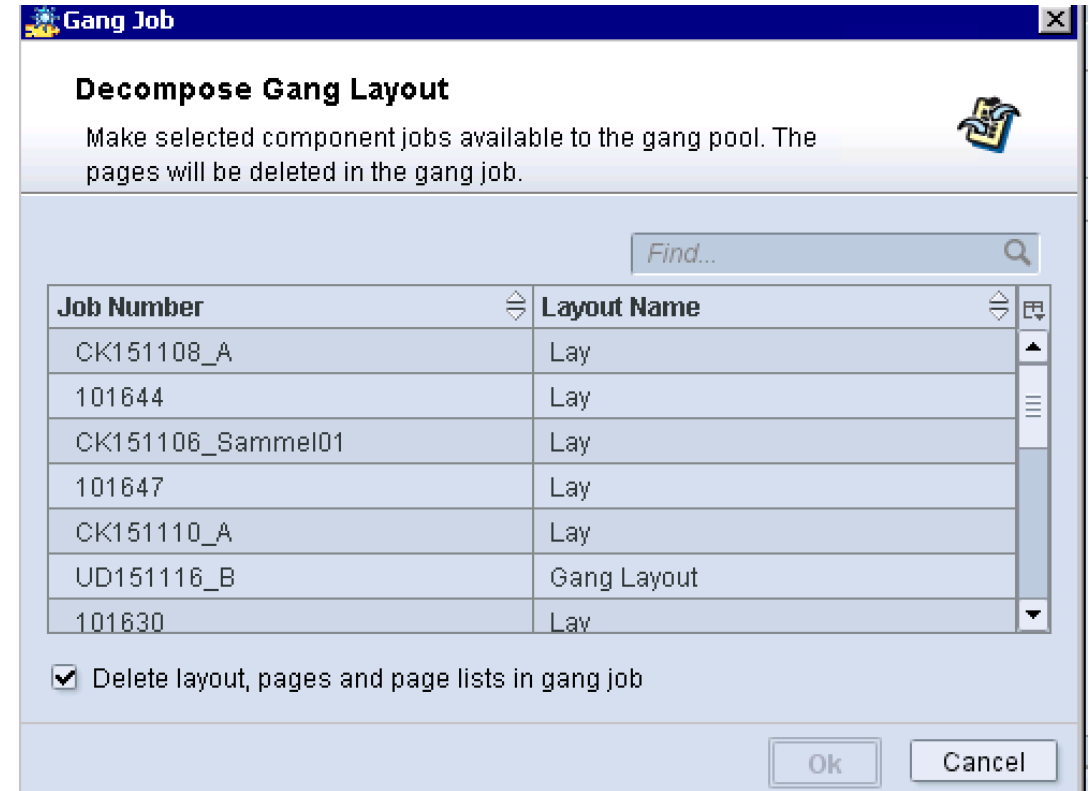 Gang Job
Decompose Gang Layout
Make selected component jobs available to the gang pool. The
pages will be deleted in the gang job.
Find...
Job Number Layout Name
CK151108_A Lay
101644 Lay
CK151106_Sammel01 Lay
101647 Lay
CK151110_A Lay
UD151116_B Gang Layout
101630 Lay
Delete layout, pages and page lists in gang job
Ok Cancel